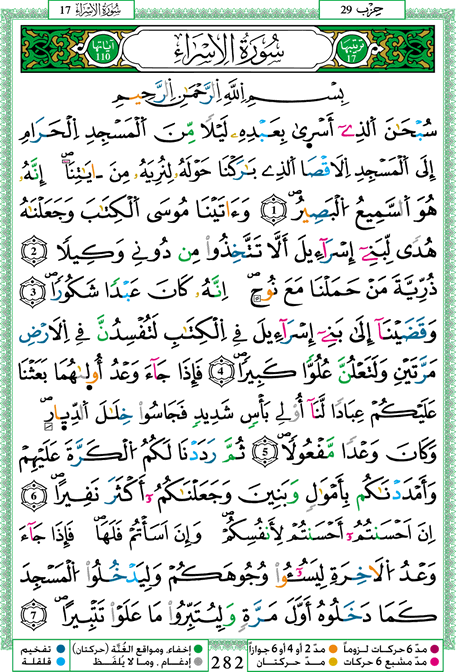 حِزْب 29
سُورَةُ الإِسْرَاءِ 17
ترتيبها 17
سُورَةُ الإِسْرَاء
آياتها 110
بِسْمِ اللَّهِ الرَّحْمَٰنِ الرَّحِيمِ
سُبْحَٰنَ الَّذِےٓ أَسْرَىٰ بِعَبْدِهِۦ لَيْلًا مِّنَ الْمَسْجِدِ الْحَرَامِ
إِلَى الْمَسْجِدِ الْأَقْصَا الَّذِے بَٰرَكْنَا حَوْلَهُۥ لِنُرِيَهُۥ مِنْ ءَايَٰتِنَآ إِنَّهُۥ
هُوَ السَّمِيعُ الْبَصِيرُ 1 وَءَاتَيْنَا مُوسَى الْكِتَٰبَ وَجَعَلْنَٰهُ
هُدًى لِّبَنِےٓ إِسْرَآءِيلَ أَلَّا تَتَّخِذُواْ مِن دُونِے وَكِيلًا 2
ذُرِّيَّةَ مَنْ حَمَلْنَا مَعَ نُوحٍ إِنَّهُۥ كَانَ عَبْدًا شَكُورًا 3
وَقَضَيْنَآ إِلَىٰ بَنِےٓ إِسْرَآءِيلَ فِے الْكِتَٰبِ لَتُفْسِدُنَّ فِے الْأَرْضِ
مَرَّتَيْنِ وَلَتَعْلُنَّ عُلُوًّا كَبِيرًا 4 فَإِذَا جَآءَ وَعْدُ أُولَىٰهُمَا بَعَثْنَا
عَلَيْكُمْ عِبَادًا لَّنَآ أُوْلِے بَأْسٍ شَدِيدٍ فَجَاسُواْ خِلَٰلَ الدِّيَارِ
وَكَانَ وَعْدًا مَّفْعُولًا 5 ثُمَّ رَدَدْنَا لَكُمُ الْكَرَّةَ عَلَيْهِمْ
وَأَمْدَدْنَٰكُم بِأَمْوَٰلٍ وَبَنِينَ وَجَعَلْنَٰكُمُۥٓ أَكْثَرَ نَفِيرًا 6
إِنْ أَحْسَنتُمُۥٓ أَحْسَنتُمْ لِأَنفُسِكُمْ وَإِنْ أَسَأْتُمْ فَلَهَا فَإِذَا جَآءَ
وَعْدُ الْأَخِرَةِ لِيَسُـُٔواْ وُجُوهَكُمْ وَلِيَدْخُلُواْ الْمَسْجِدَ
كَمَا دَخَلُوهُ أَوَّلَ مَرَّةٍ وَلِيُتَبِّرُواْ مَا عَلَوْاْ تَتْبِيرًا 7
مدّ 6 حركات لزوماً مدّ 2 أو 4 أو 6 جوازاً
إخفاء، ومواقع الغُنَّة (حركتان) تفخيم
مدّ مشبع 6 حركات مدّ حركتان
282
إدغام، وما لا يُلفَظ قلقلة